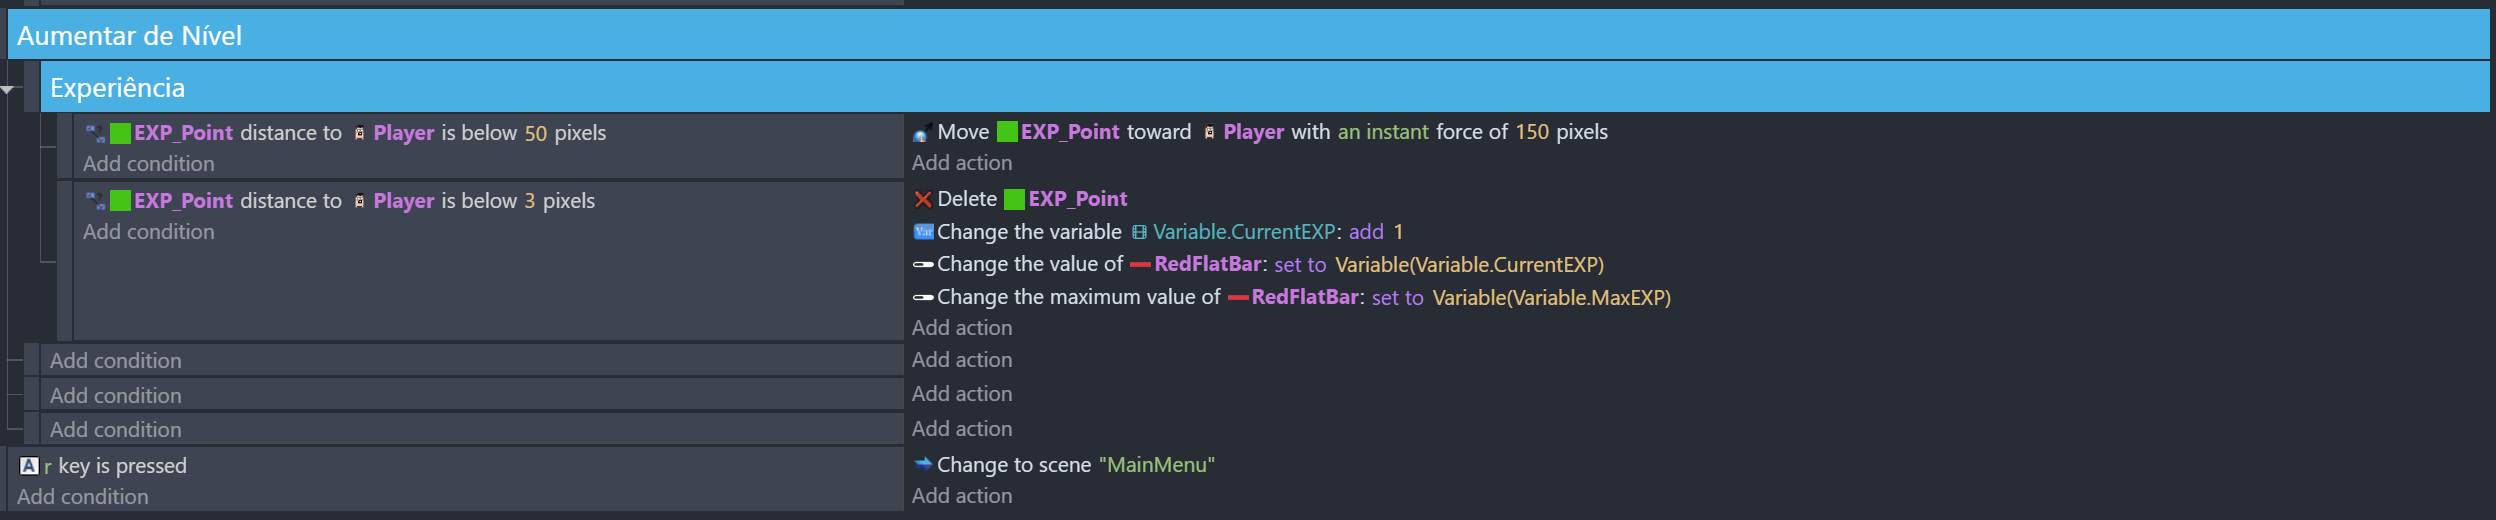 Aumentar de Nível
Experiência
EXP_Point distance to Player is below 50 pixels
Move EXP_Point toward Player with an instant force of 150 pixels
Add condition
Add action
EXP_Point distance to Player is below 3 pixels
Delete EXP_Point
Add condition
Change the variable Variable.CurrentEXP: add 1
Change the value of RedFlatBar: set to Variable(Variable.CurrentEXP)
Change the maximum value of RedFlatBar: set to Variable(Variable.MaxEXP)
Add action
Add condition
Add action
Add condition
Add action
Add condition
Add action
r key is pressed
Change to scene "MainMenu"
Add condition
Add action